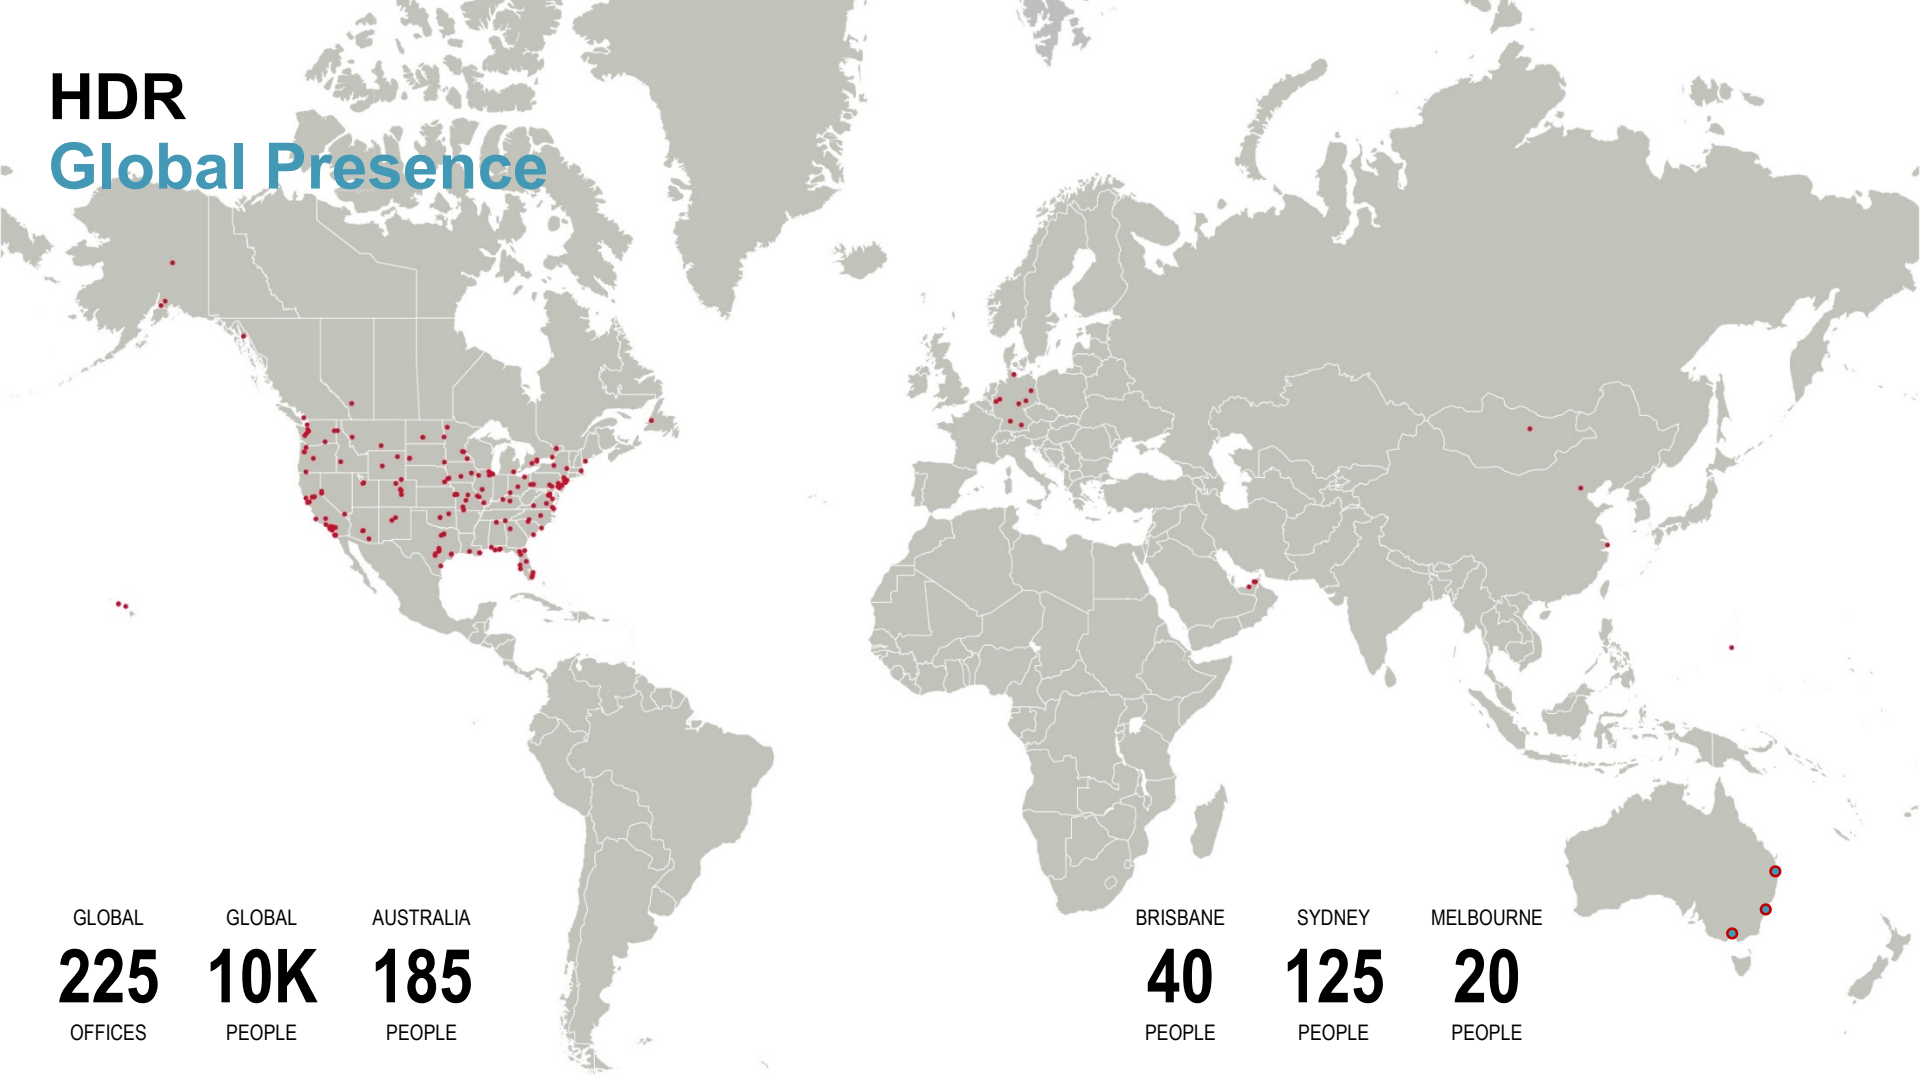 HDR
Global Presence
GLOBAL
225
OFFICES
GLOBAL
10K
PEOPLE
AUSTRALIA
185
PEOPLE
BRISBANE
40
PEOPLE
SYDNEY
125
PEOPLE
MELBOURNE
20
PEOPLE